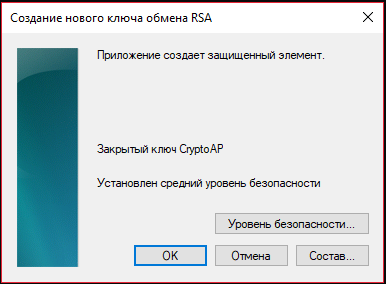 Создание нового ключа обмена RSA
Приложение создает защищенный элемент.
Закрытый ключ CryptoAP
Установлен средний уровень безопасности
Уровень безопасности...
OK
Отмена
Состав...